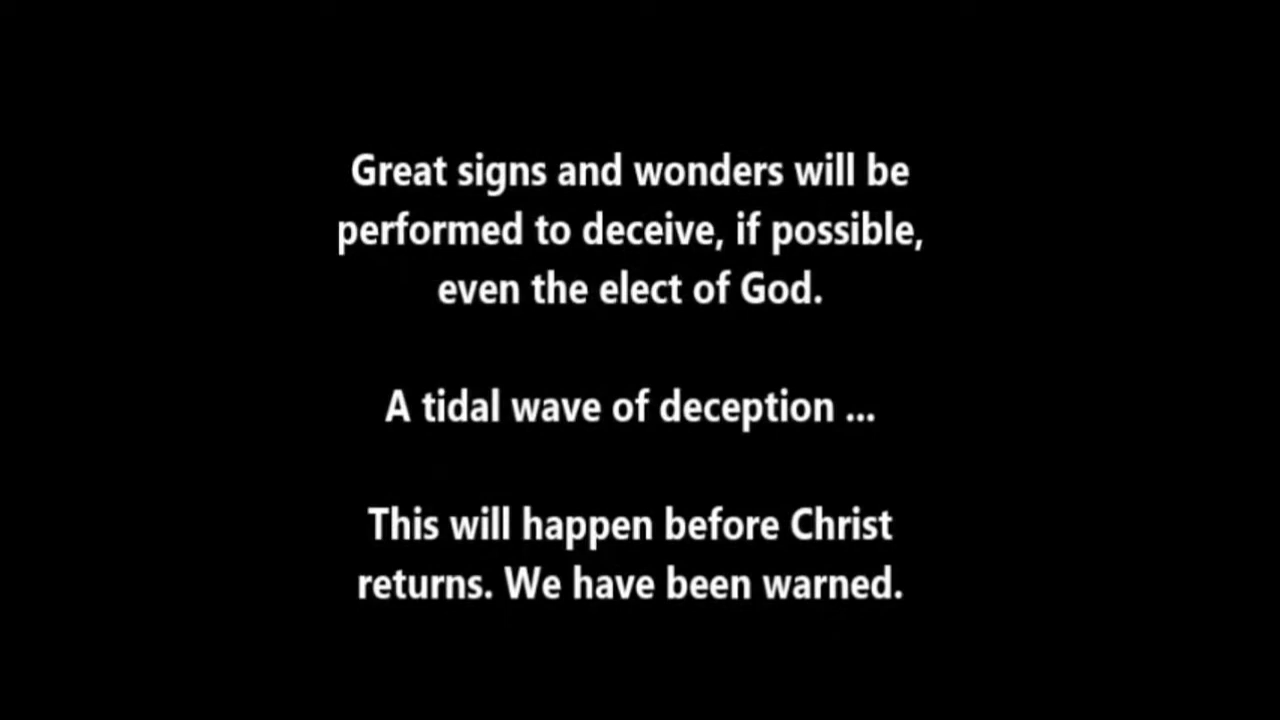 Great signs and wonders will be
performed to deceive, if possible,
even the elect of God.
A tidal wave of deception ...
This will happen before Christ
returns. We have been warned.